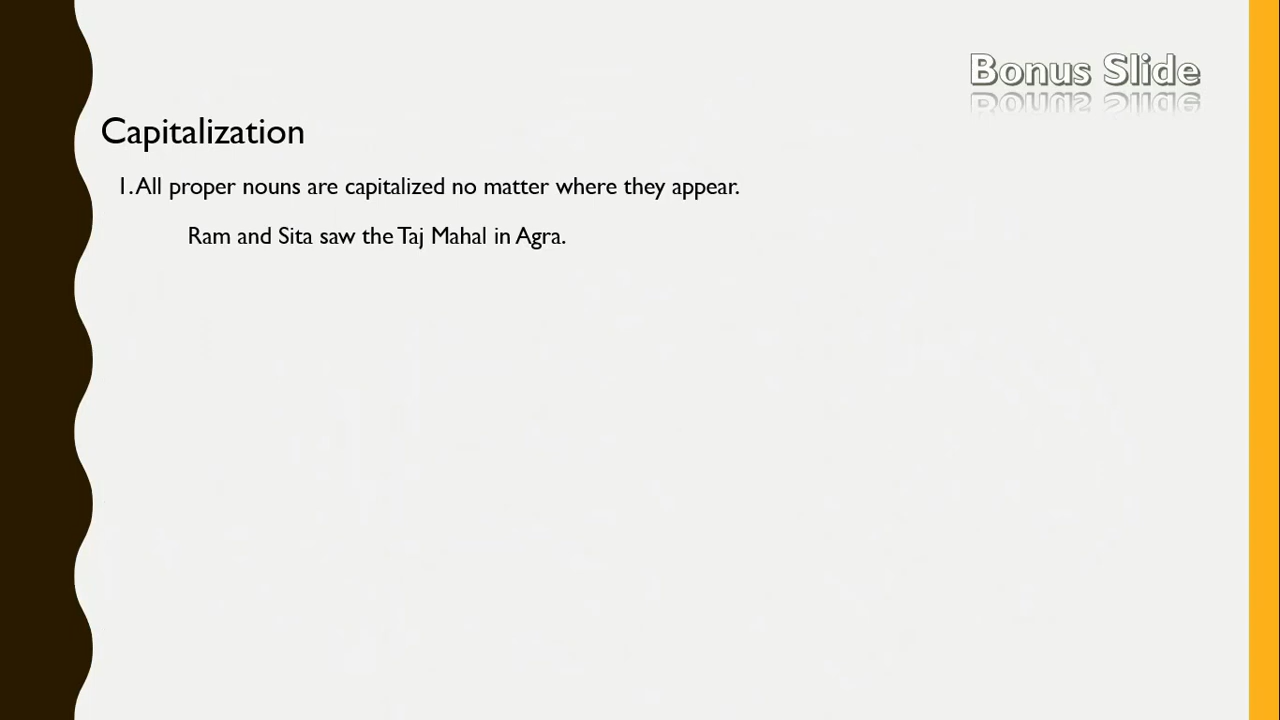 Bonus Slide
Capitalization
1. All proper nouns are capitalized no matter where they appear.
Ram and Sita saw the Taj Mahal in Agra.